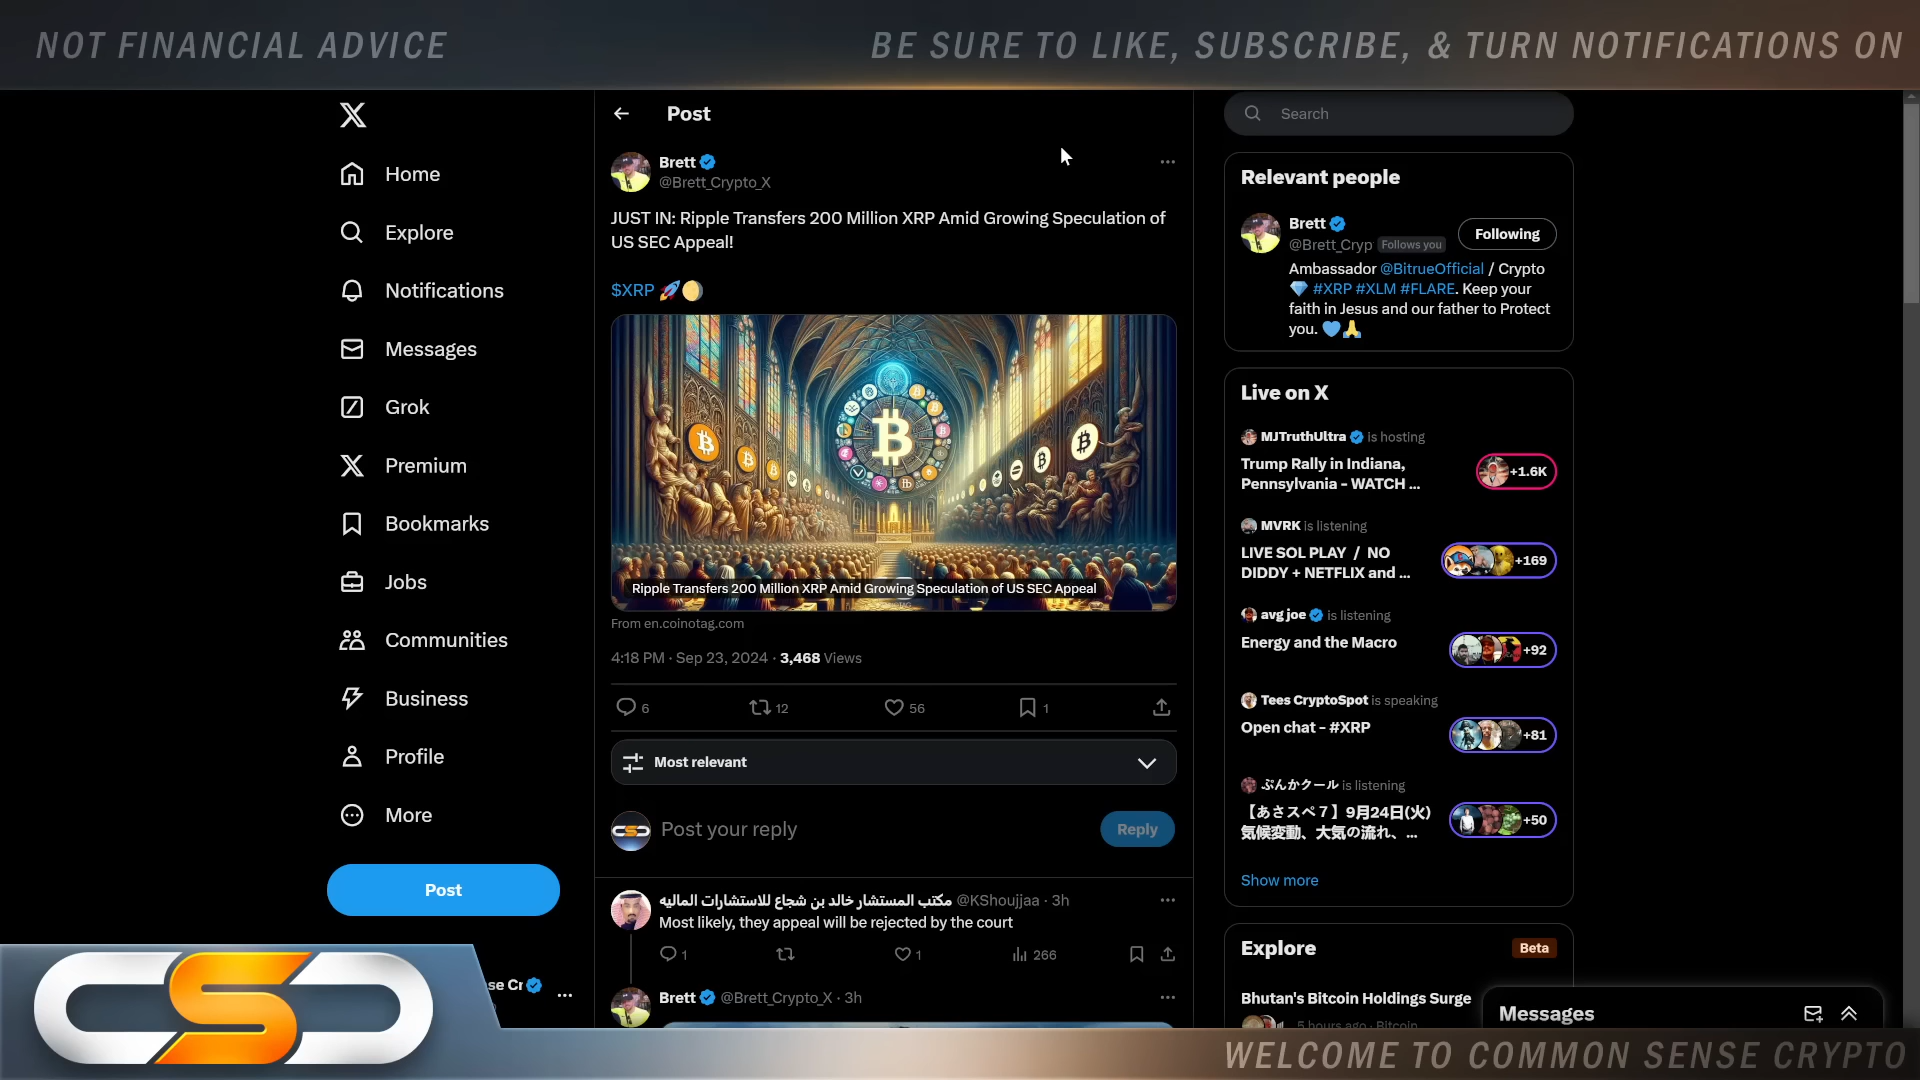 NOT FINANCIAL ADVICE
BE SURE TO LIKE, SUBSCRIBE, & TURN NOTIFICATIONS ON
Home
Explore
Notifications
Messages
Grok
Premium
Bookmarks
Jobs
Communities
Business
Profile
More
Post
se Cr
Post
Brett
@Brett_Crypto_X
JUST IN: Ripple Transfers 200 Million XRP Amid Growing Speculation of
US SEC Appeal!
$XRP 🚀🌖
Ripple Transfers 200 Million XRP Amid Growing Speculation of US SEC Appeal
From en.coinotag.com
4:18 PM · Sep 23, 2024 · 3,468 Views
6 12 56 1
Most relevant
Post your reply
Reply
مكتب المستشار خالد بن شجاع للاستشارات الماليه @KShoujjaa · 3h
Most likely, they appeal will be rejected by the court
1 1 266
Brett @Brett_Crypto_X · 3h
Search
Relevant people
Brett
@Brett_Cryp Follows you
Following
Ambassador @BitrueOfficial / Crypto
💎 #XRP #XLM #FLARE. Keep your
faith in Jesus and our father to Protect
you. 💙🙏
Live on X
MJTruthUltra is hosting
Trump Rally in Indiana,
Pennsylvania - WATCH ...
+1.6K
MVRK is listening
LIVE SOL PLAY / NO
DIDDY + NETFLIX and ...
+169
avg joe is listening
Energy and the Macro
+92
Tees CryptoSpot is speaking
Open chat - #XRP
+81
ぷんかクール is listening
【あさスペ７】9月24日(火)
気候変動、大気の流れ、...
+50
Show more
Explore
Beta
Bhutan's Bitcoin Holdings Surge
5 hours ago · Bitcoin
Messages
CSC
WELCOME TO COMMON SENSE CRYPTO